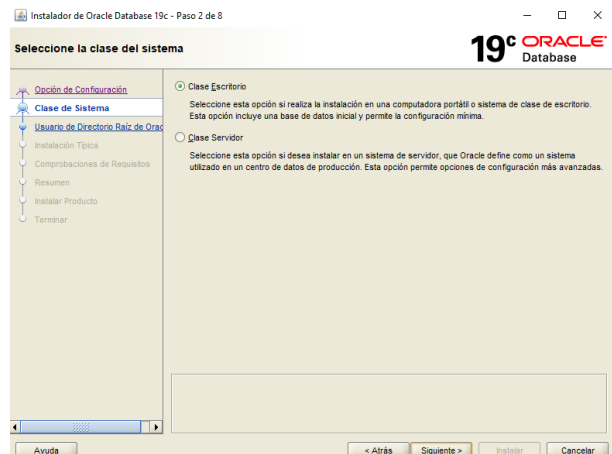 Instalador de Oracle Database 19c - Paso 2 de 8
Seleccione la clase del sistema
19c ORACLE
Database
Opción de Configuración
Clase de Sistema
Usuario de Directorio Raíz de Orac
Instalación Típica
Comprobaciones de Requisitos
Resumen
Instalar Producto
Terminar
Clase Escritorio
Seleccione esta opción si realiza la instalación en una computadora portátil o sistema de clase de escritorio.
Esta opción incluye una base de datos inicial y permite la configuración mínima.
Clase Servidor
Seleccione esta opción si desea instalar en un sistema de servidor, que Oracle define como un sistema
utilizado en un centro de datos de producción. Esta opción permite opciones de configuración más avanzadas.
Ayuda
< Atrás
Siguiente >
Instalar
Cancelar